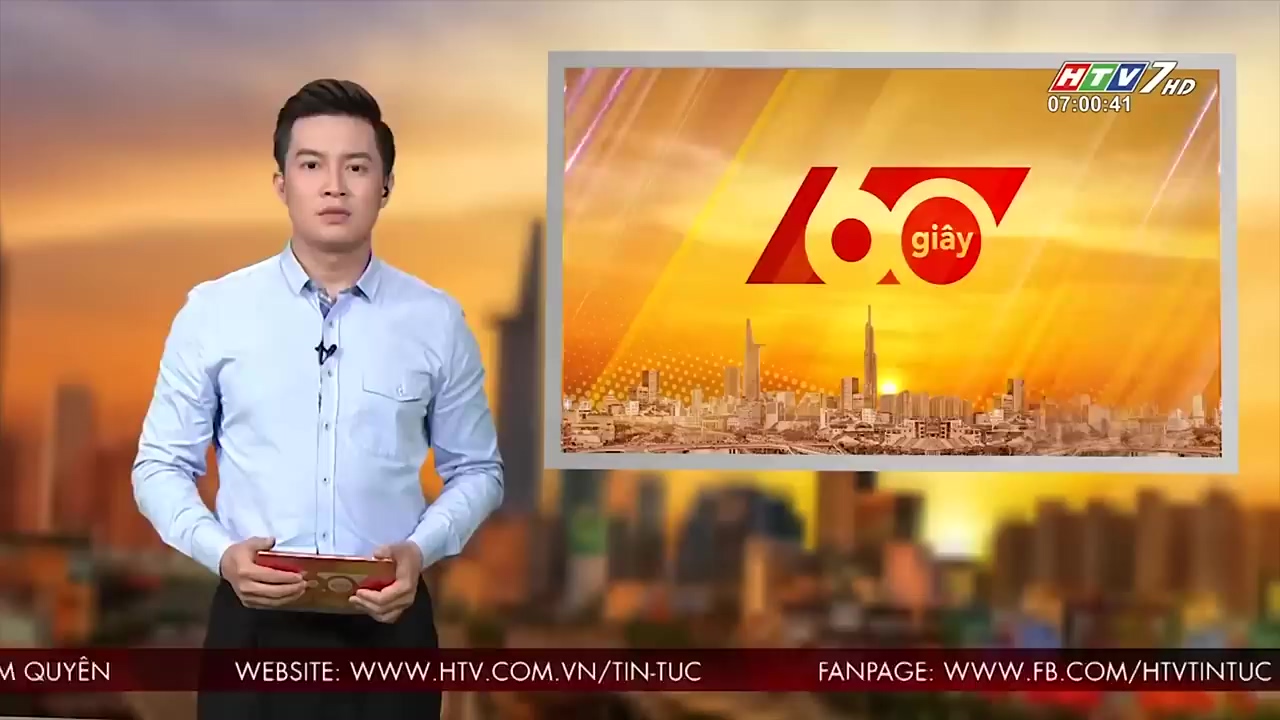 HTV7 HD
07:00:41
60
giây
M QUYÊN WEBSITE: WWW.HTV.COM.VN/TIN-TUC FANPAGE: WWW.FB.COM/HTVTINTUC